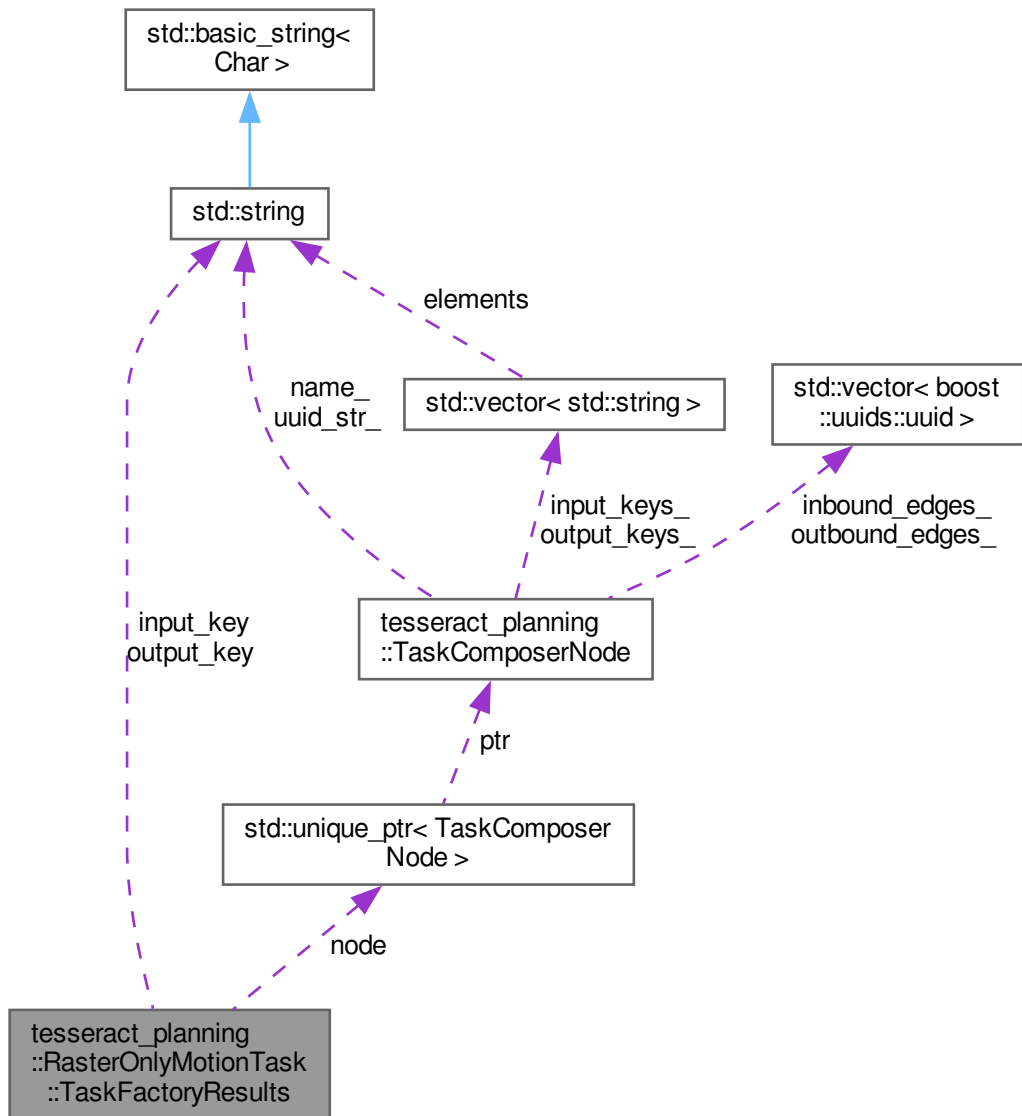 std::basic_string<
Char >
std::string
elements
name_
uuid_str_
std::vector< std::string >
std::vector< boost
::uuids::uuid >
input_keys_
output_keys_
inbound_edges_
outbound_edges_
input_key
output_key
tesseract_planning
::TaskComposerNode
ptr
std::unique_ptr< TaskComposer
Node >
node
tesseract_planning
::RasterOnlyMotionTask
::TaskFactoryResults